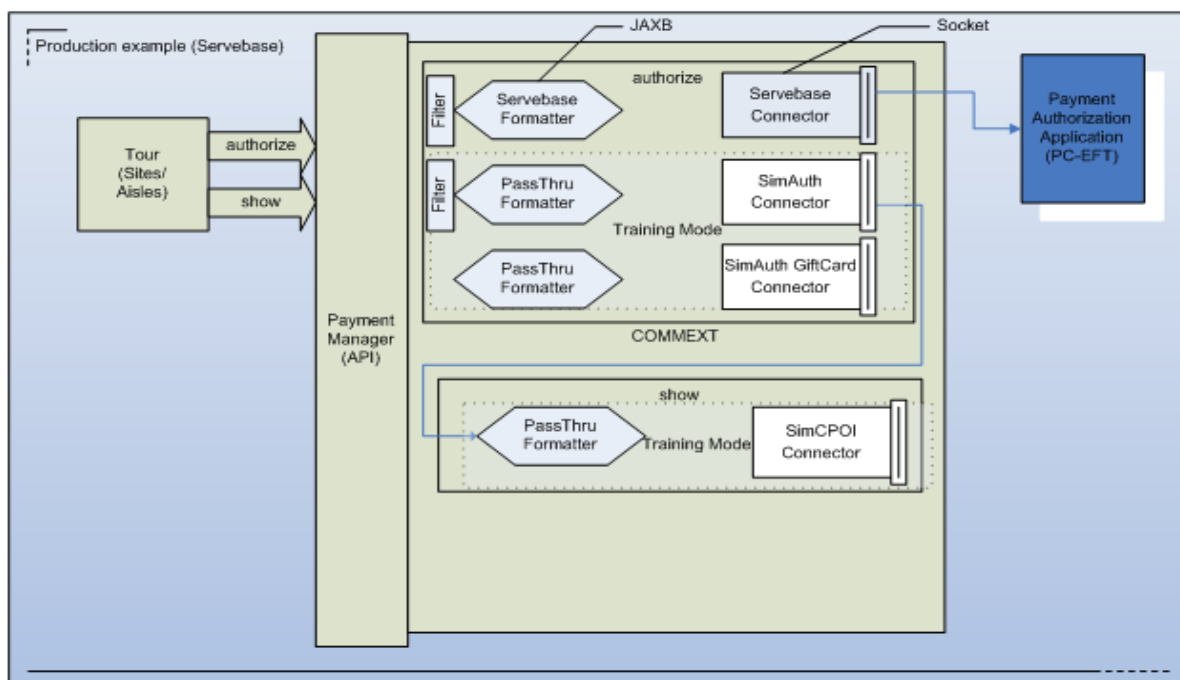 JAXB
Socket
Production example (Servebase)
authorize
Filter
Servebase
Formatter
Servebase
Connector
Payment
Authorization
Application
(PC-EFT)
Tour
(Sites/
Aisles)
authorize
show
Filter
PassThru
Formatter
SimAuth
Connector
Training Mode
PassThru
Formatter
SimAuth GiftCard
Connector
Payment
Manager
(API)
COMMEXT
show
PassThru
Formatter
Training Mode
SimCPOI
Connector